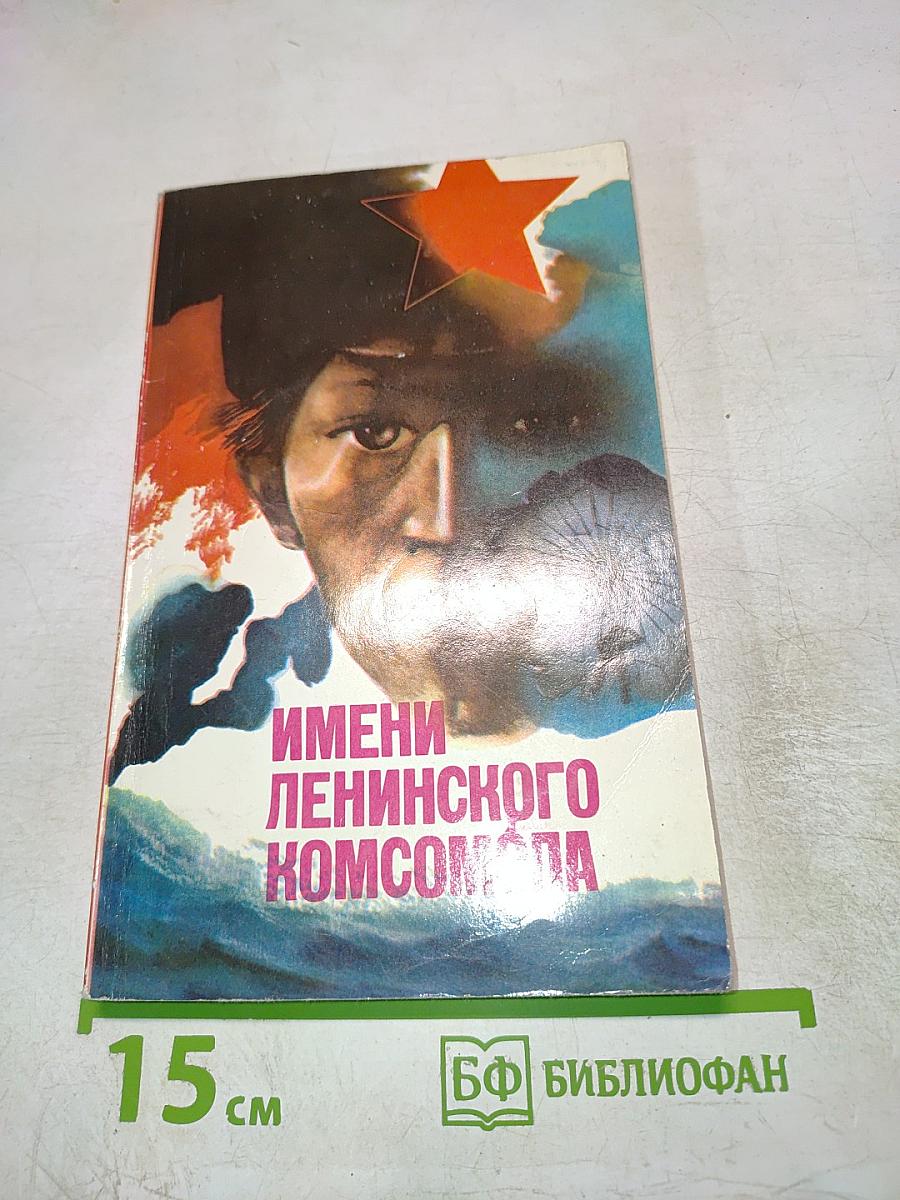 ИМЕНИ
ЛЕНИНСКОГО
КОМСОМОЛА
15 см
БФ БИБЛИОФАН